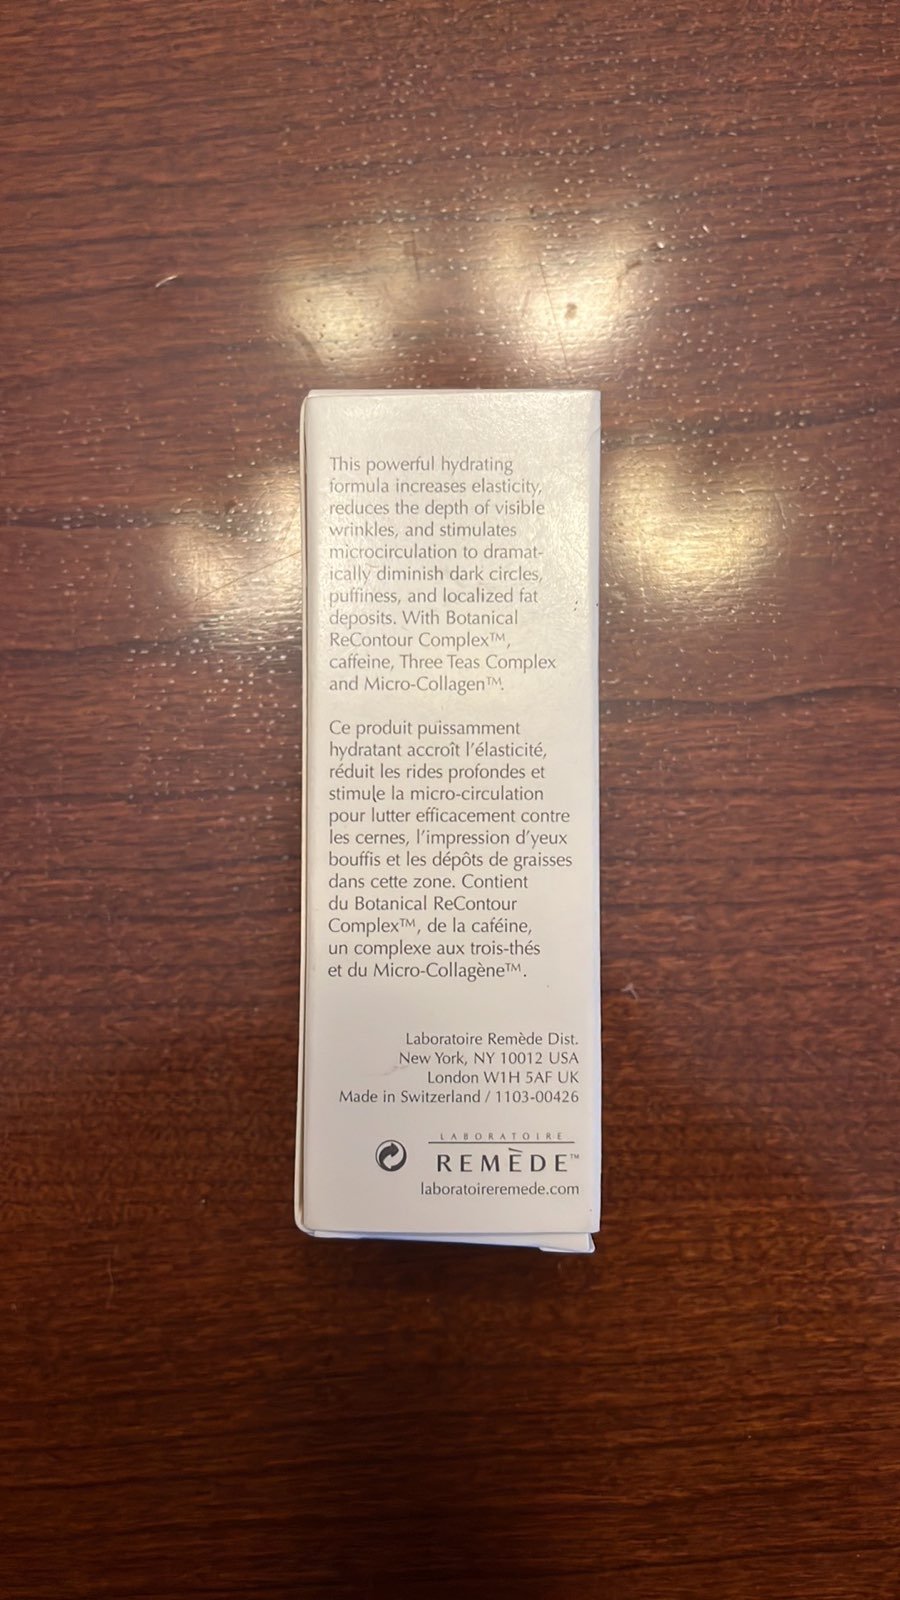 This powerful hydrating
formula increases elasticity,
reduces the depth of visible
wrinkles, and stimulates
microcirculation to dramat-
ically diminish dark circles,
puffiness, and localized fat
deposits. With Botanical
ReContour Complex™,
caffeine, Three Teas Complex
and Micro-Collagen™.
Ce produit puissamment
hydratant accroît l'élasticité,
réduit les rides profondes et
stimule la micro-circulation
pour lutter efficacement contre
les cernes, l'impression d'yeux
bouffis et les dépôts de graisses
dans cette zone. Contient
du Botanical ReContour
Complex™, de la caféine,
un complexe aux trois-thés
et du Micro-Collagène™.
Laboratoire Remède Dist.
New York, NY 10012 USA
London W1H 5AF UK
Made in Switzerland / 1103-00426
LABORATOIRE
REMÈDE™
laboratoireremede.com